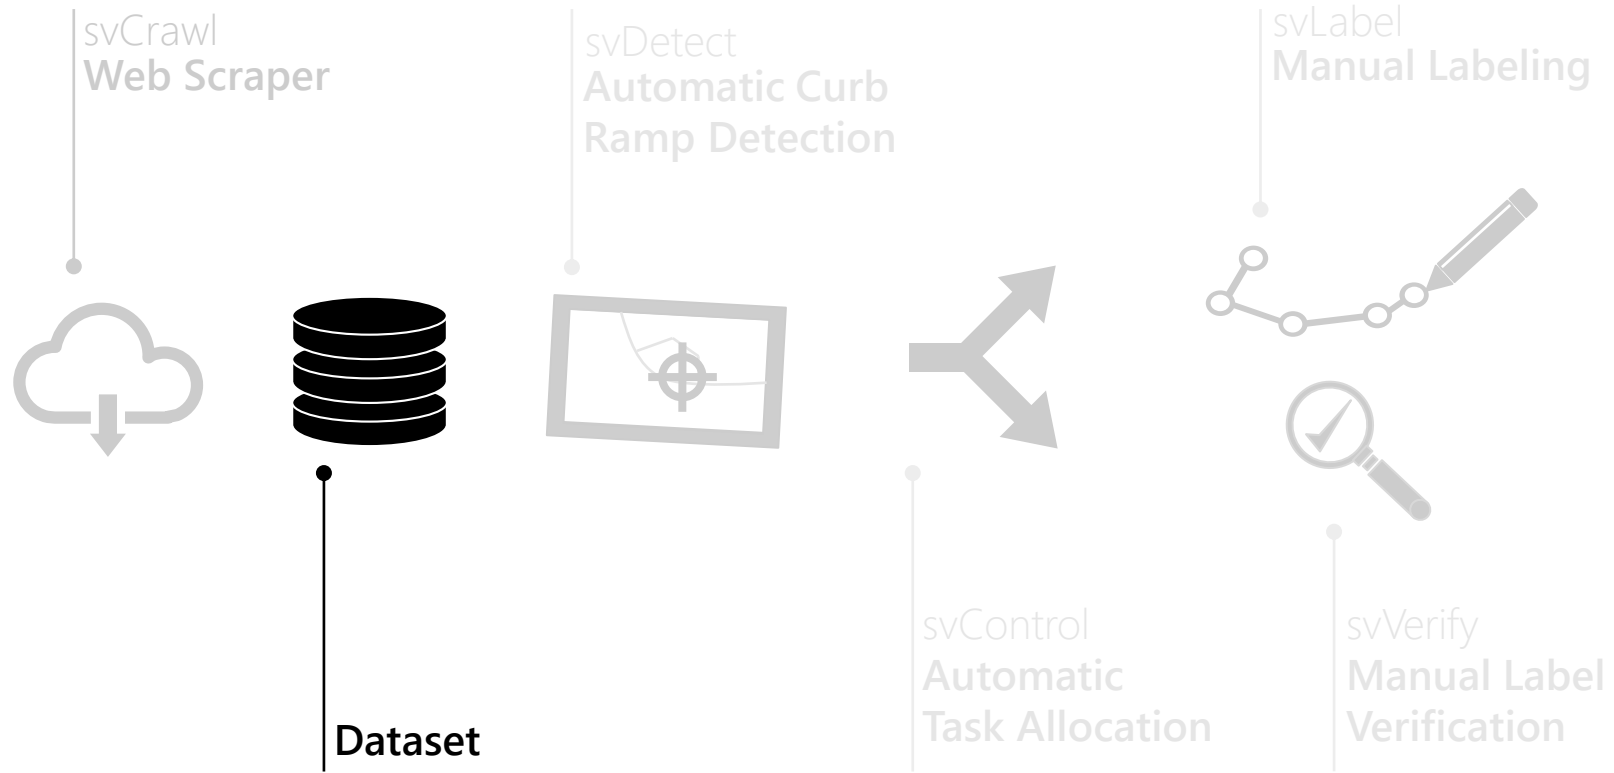 svCrawl
Web Scraper
svDetect
Automatic Curb
Ramp Detection
svLabel
Manual Labeling
Dataset
svControl
Automatic
Task Allocation
svVerify
Manual Label
Verification